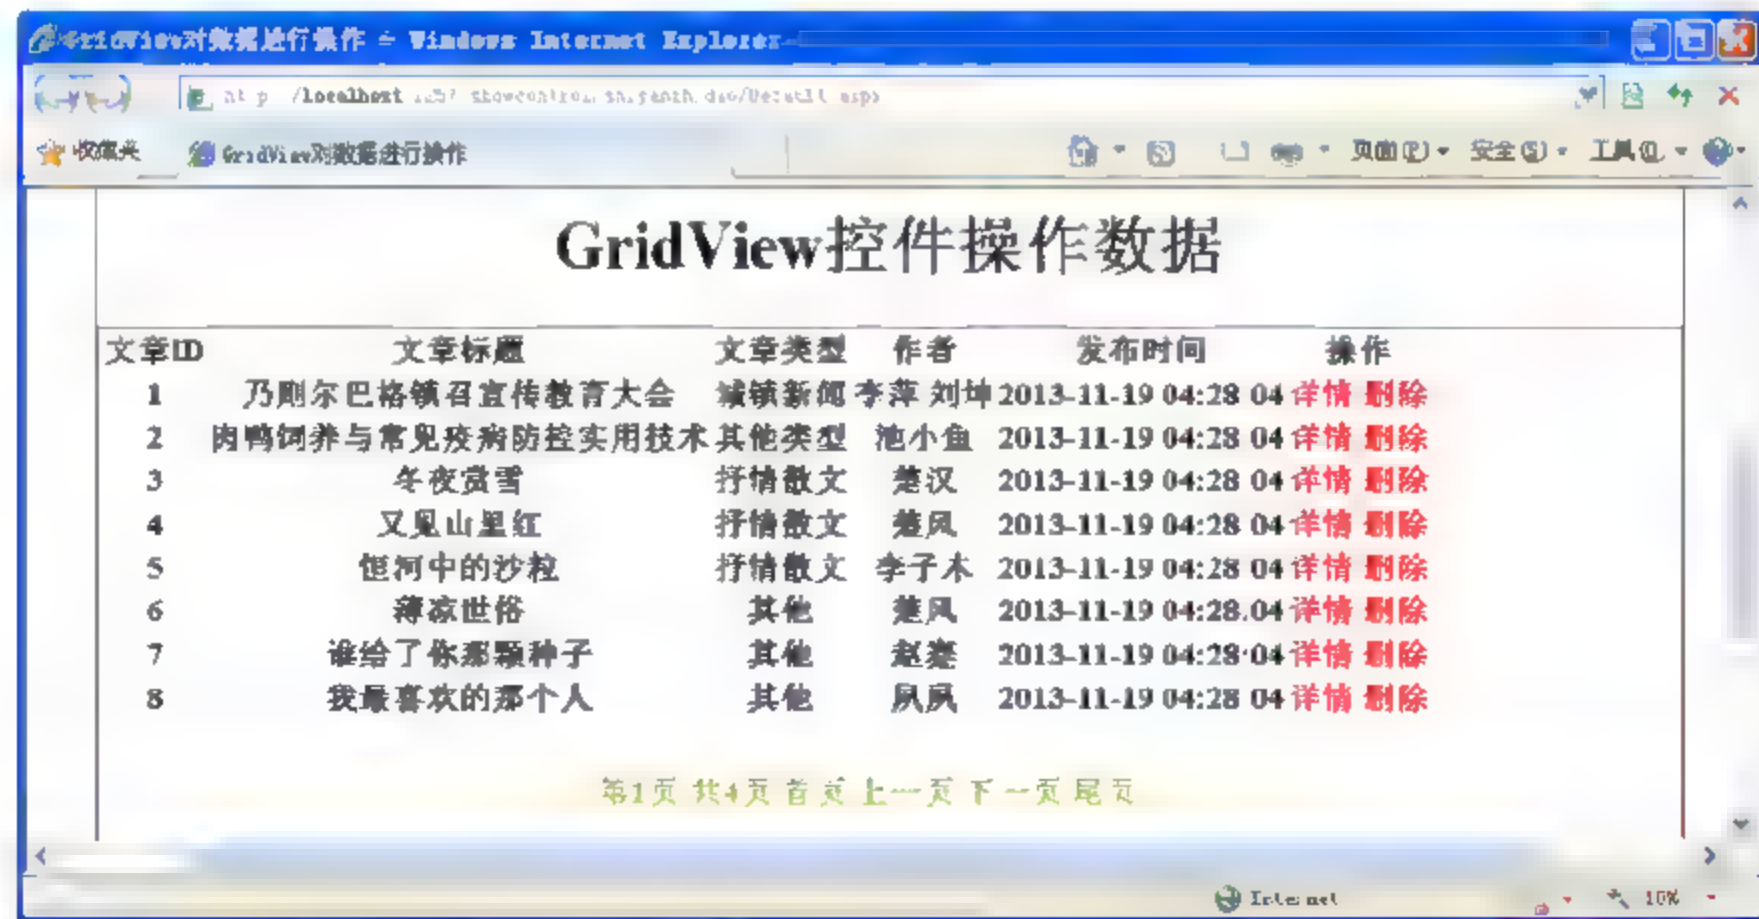 GridView对数据进行操作 - Windows Internet Explorer
localhost
收藏夹 GridView对数据进行操作 页面(P) 安全(S) 工具(O)
GridView控件操作数据
文章ID 文章标题 文章类型 作者 发布时间 操作
1 乃则尔巴格镇召宣传教育大会 城镇新闻 李萍 刘坤 2013-11-19 04:28:04 详情 删除
2 肉鸭饲养与常见疫病防控实用技术 其他类型 池小鱼 2013-11-19 04:28:04 详情 删除
3 冬夜赏雪 抒情散文 楚汉 2013-11-19 04:28:04 详情 删除
4 又见山里红 抒情散文 楚风 2013-11-19 04:28:04 详情 删除
5 恒河中的沙粒 抒情散文 李子木 2013-11-19 04:28:04 详情 删除
6 薄凉世俗 其他 楚风 2013-11-19 04:28:04 详情 删除
7 谁给了你那颗种子 其他 2013-11-19 04:28:04 详情 删除
8 我最喜欢的那个人 其他 2013-11-19 04:28:04 详情 删除
第1页 共4页 首页 上一页 下一页 尾页
Internet